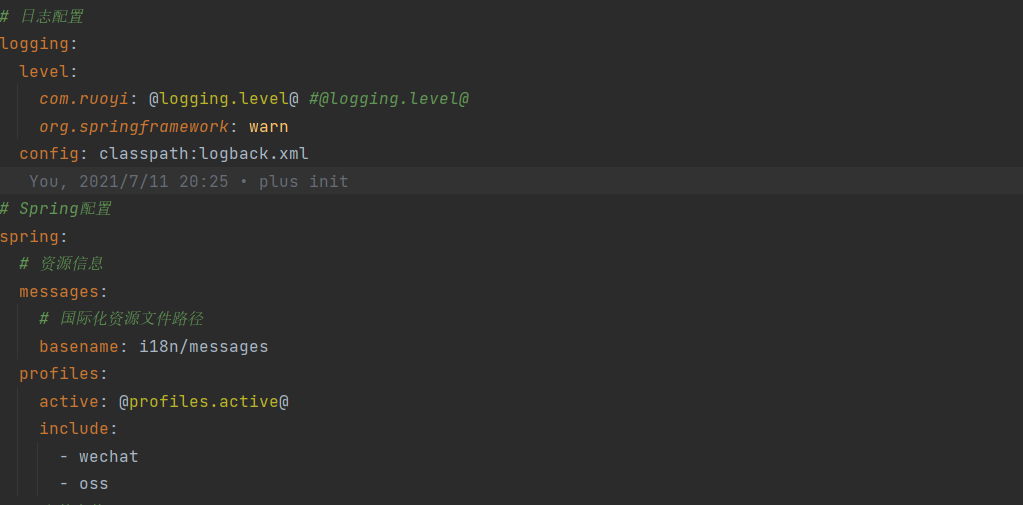 # 日志配置
logging:
  level:
    com.ruoyi: @logging.level@ #@logging.level@
    org.springframework: warn
  config: classpath:logback.xml
   You, 2021/7/11 20:25 • plus init
# Spring配置
spring:
  # 资源信息
  messages:
    # 国际化资源文件路径
    basename: i18n/messages
  profiles:
    active: @profiles.active@
    include:
      - wechat
      - oss